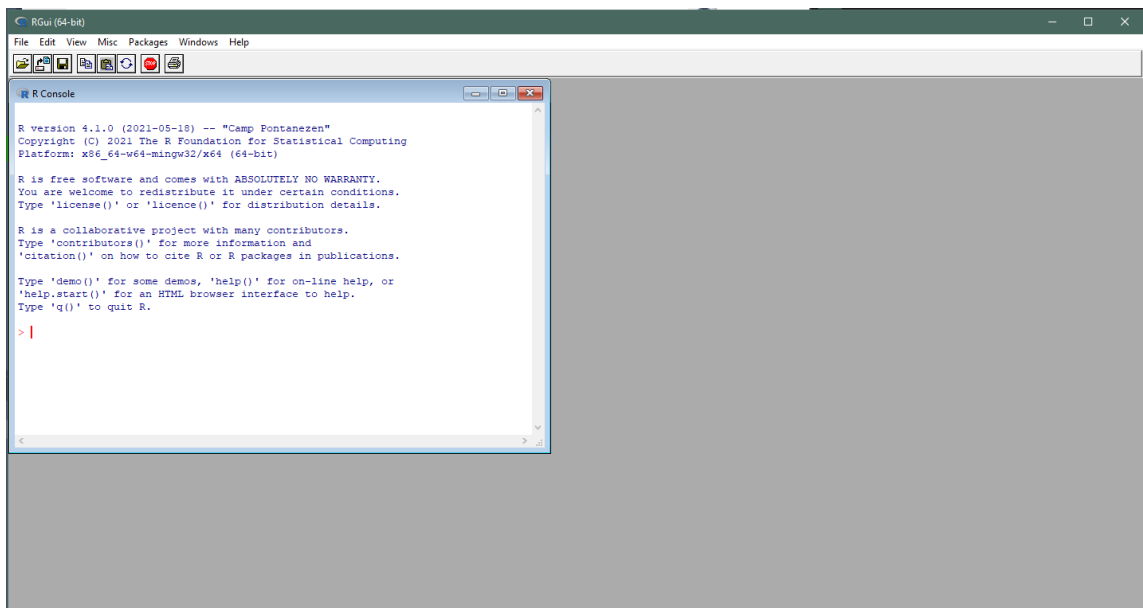 RGui (64-bit)
File Edit View Misc Packages Windows Help
STOP
R Console
R version 4.1.0 (2021-05-18) -- "Camp Pontanezen"
Copyright (C) 2021 The R Foundation for Statistical Computing
Platform: x86_64-w64-mingw32/x64 (64-bit)
R is free software and comes with ABSOLUTELY NO WARRANTY.
You are welcome to redistribute it under certain conditions.
Type 'license()' or 'licence()' for distribution details.
R is a collaborative project with many contributors.
Type 'contributors()' for more information and
'citation()' on how to cite R or R packages in publications.
Type 'demo()' for some demos, 'help()' for on-line help, or
'help.start()' for an HTML browser interface to help.
Type 'q()' to quit R.
>